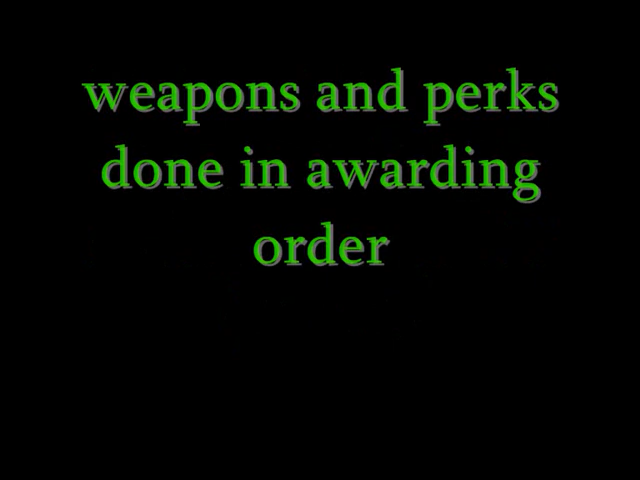 weapons and perks
done in awarding
order